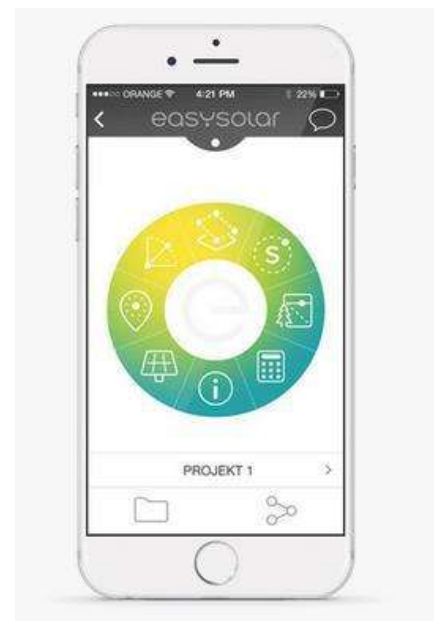 ORANGE 4:21 PM 22%
easysolar
S
e
i
PROJEKT 1